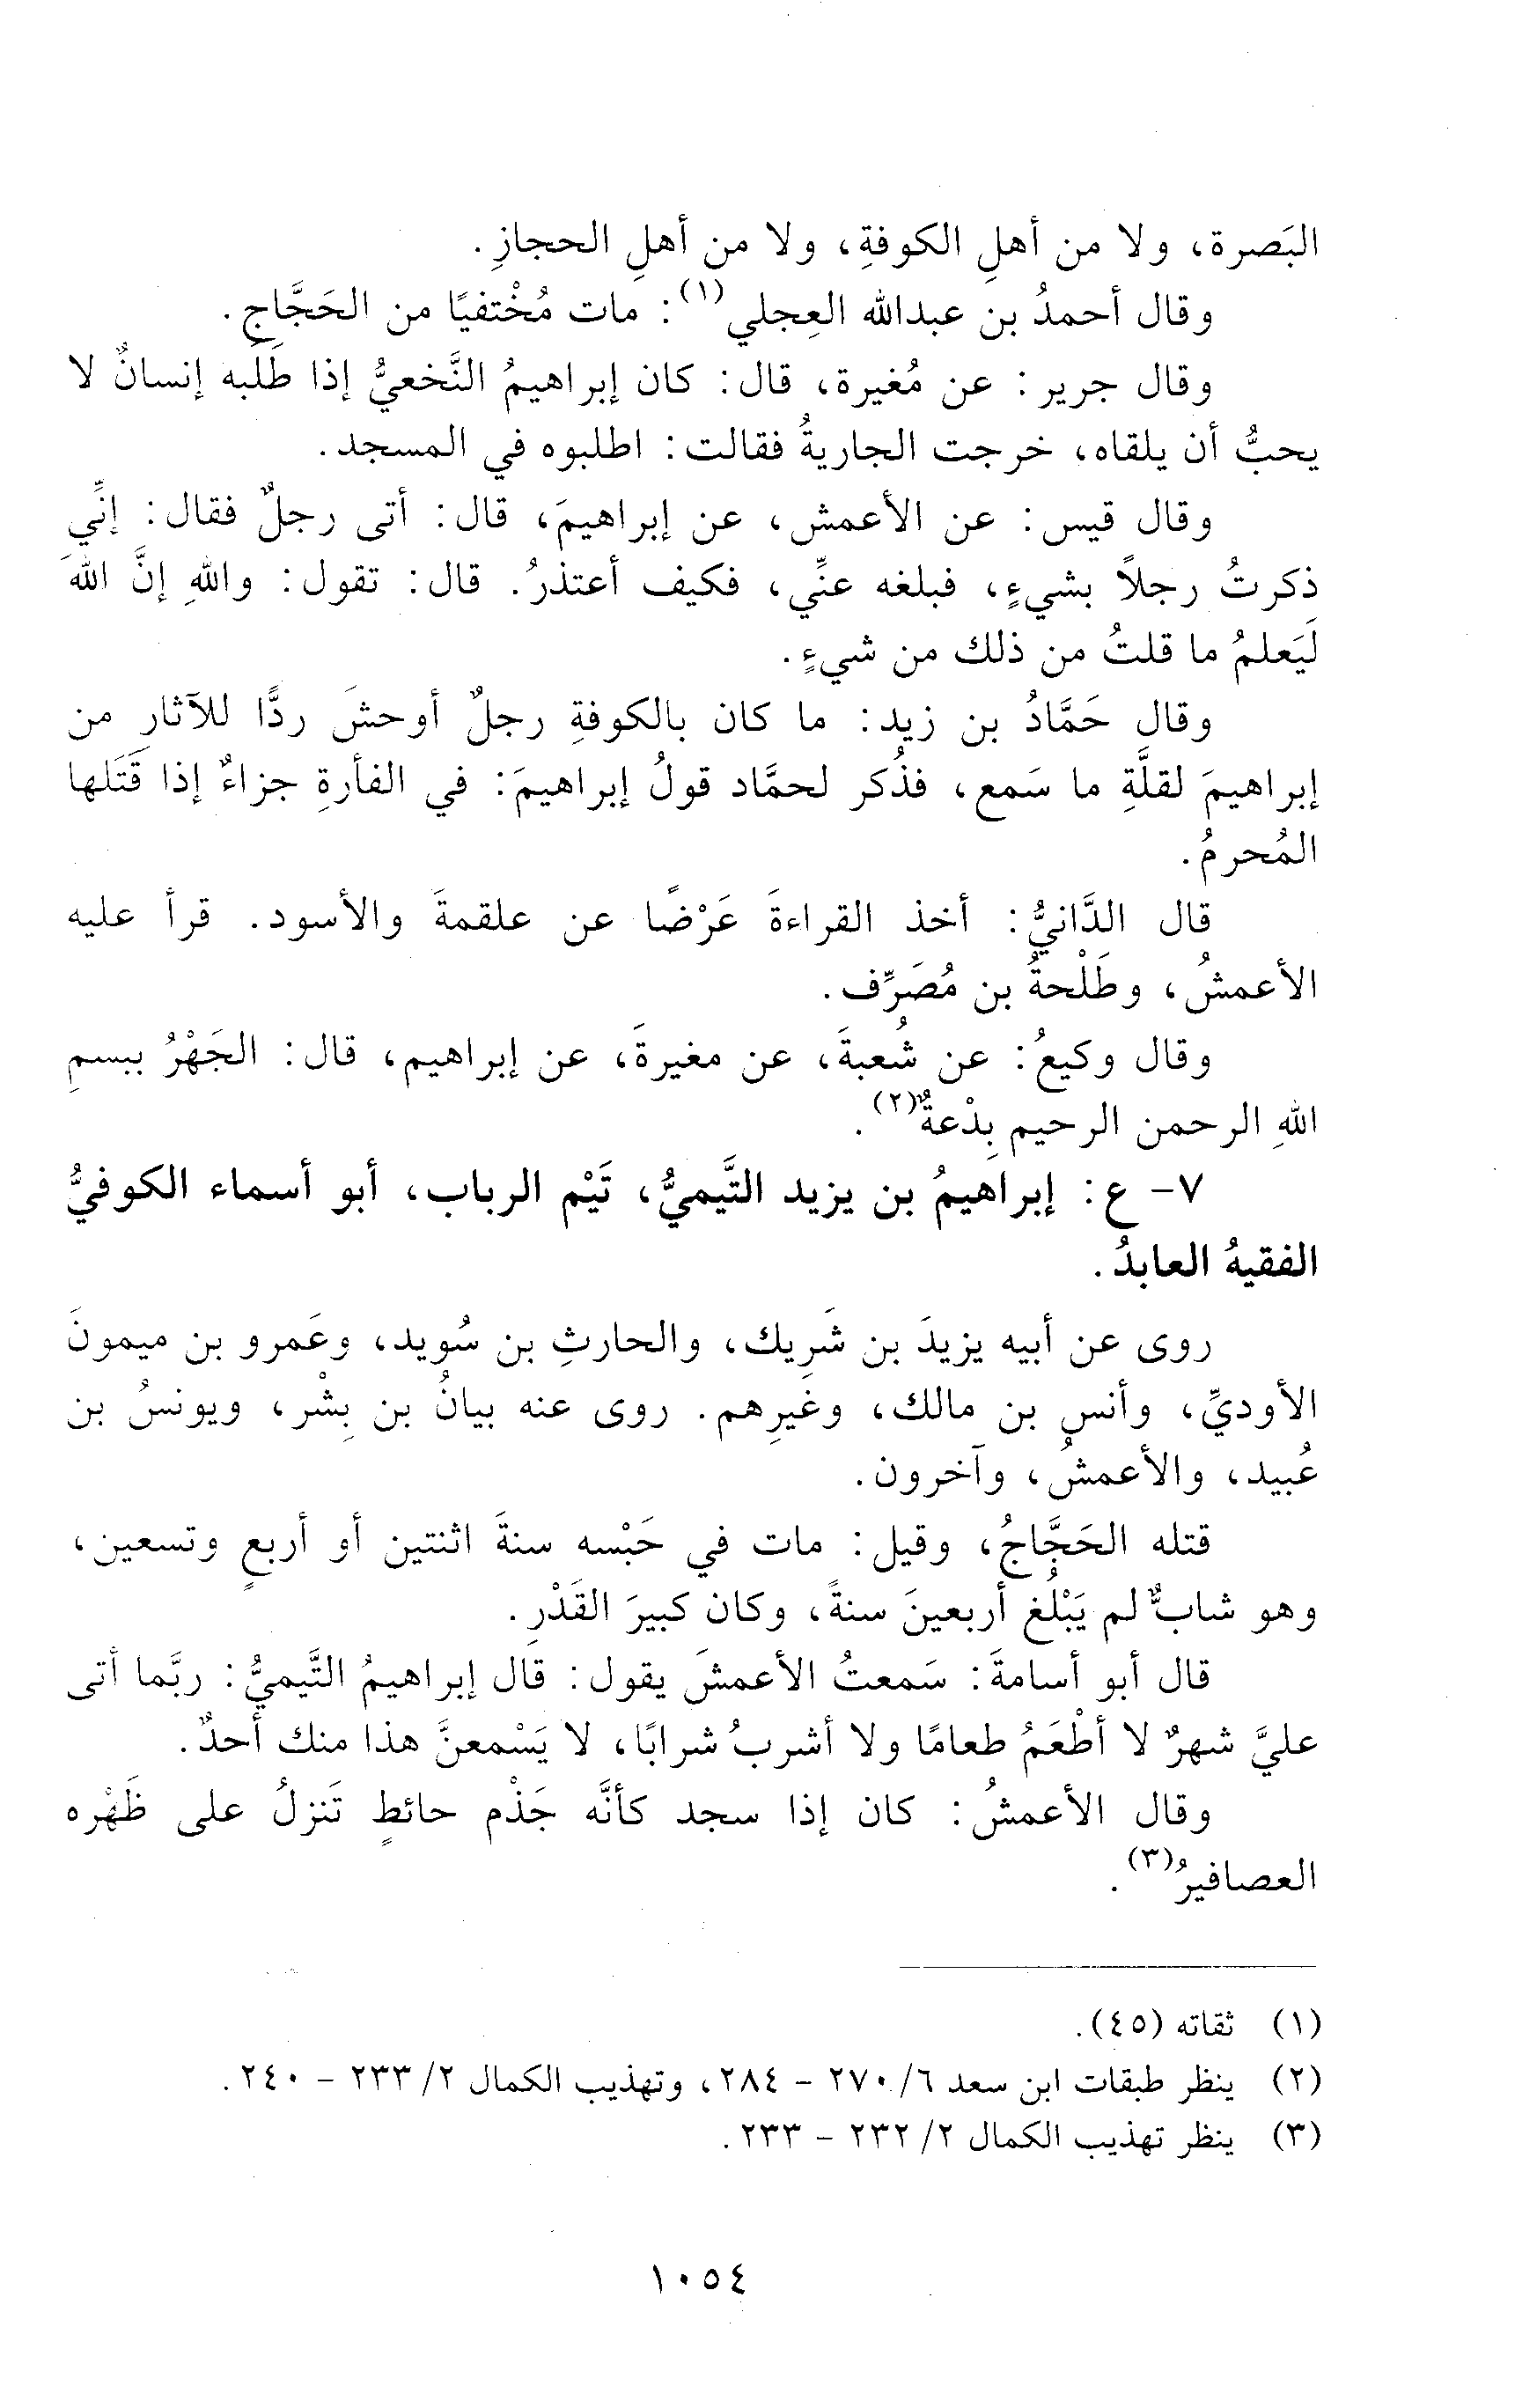 البَصرة، ولا من أهلِ الكوفةِ، ولا من أهلِ الحجازِ.
وقال أحمدُ بن عبدالله العِجلي(١): مات مُخْتفيًا من الحَجَّاجِ.
وقال جرير: عن مُغيرة، قال: كان إبراهيمُ النَّخعيُّ إذا طَلَبه إنسانٌ لا
يحبُّ أن يلقاه، خرجت الجاريةُ فقالت: اطلبوه في المسجد.
وقال قيس: عن الأعمش، عن إبراهيمَ، قال: أتى رجلٌ فقال: إنِّي
ذكرتُ رجلاً بشيءٍ، فبلغه عنِّي، فكيف أعتذرُ. قال: تقول: واللهِ إنَّ اللهَ
لَيَعلمُ ما قلتُ من ذلك من شيءٍ.
وقال حَمَّادُ بن زيد: ما كان بالكوفةِ رجلٌ أوحشَ ردًّا للآثارِ من
إبراهيمَ لقلَّةِ ما سَمع، فذُكر لحمَّاد قولُ إبراهيمَ: في الفأرةِ جزاءٌ إذا قَتَلها
المُحرمُ.
قال الدَّانيُّ: أخذ القراءةَ عَرْضًا عن علقمةَ والأسود. قرأ عليه
الأعمشُ، وطَلْحةُ بن مُصَرِّف.
وقال وكيعُ: عن شُعبةَ، عن مغيرةَ، عن إبراهيم، قال: الجَهْرُ ببسمِ
اللهِ الرحمن الرحيم بِدْعةٌ(٢).
٧- ع: إبراهيمُ بن يزيد التَّيميُّ، تَيْم الرباب، أبو أسماء الكوفيُّ
الفقيهُ العابدُ.
روى عن أبيه يزيدَ بن شَرِيك، والحارثِ بن سُويد، وعَمرو بن ميمونَ
الأوديِّ، وأنس بن مالك، وغَيرِهم. روى عنه بيانُ بن بِشْر، ويونسُ بن
عُبيد، والأعمشُ، وآخرون.
قتله الحَجَّاجُ، وقيل: مات في حَبْسه سنةَ اثنتين أو أربعٍ وتسعين،
وهو شابٌّ لم يَبْلُغ أربعينَ سنةً، وكان كبيرَ القَدْرِ.
قال أبو أسامةَ: سَمعتُ الأعمشَ يقول: قال إبراهيمُ التَّيميُّ: ربَّما أتى
عليَّ شهرٌ لا أطْعَمُ طعامًا ولا أشربُ شرابًا، لا يَسْمعنَّ هذا منك أحدٌ.
وقال الأعمشُ: كان إذا سجد كأنَّه جَذْم حائطٍ تَنزلُ على ظَهْره
العصافيرُ(٣).
(١) ثقاته (٤٥).
(٢) ينظر طبقات ابن سعد ٦/ ٢٧٠ - ٢٨٤، وتهذيب الكمال ٢/ ٢٣٣ - ٢٤٠.
(٣) ينظر تهذيب الكمال ٢/ ٢٣٢ - ٢٣٣.
١٠٥٤